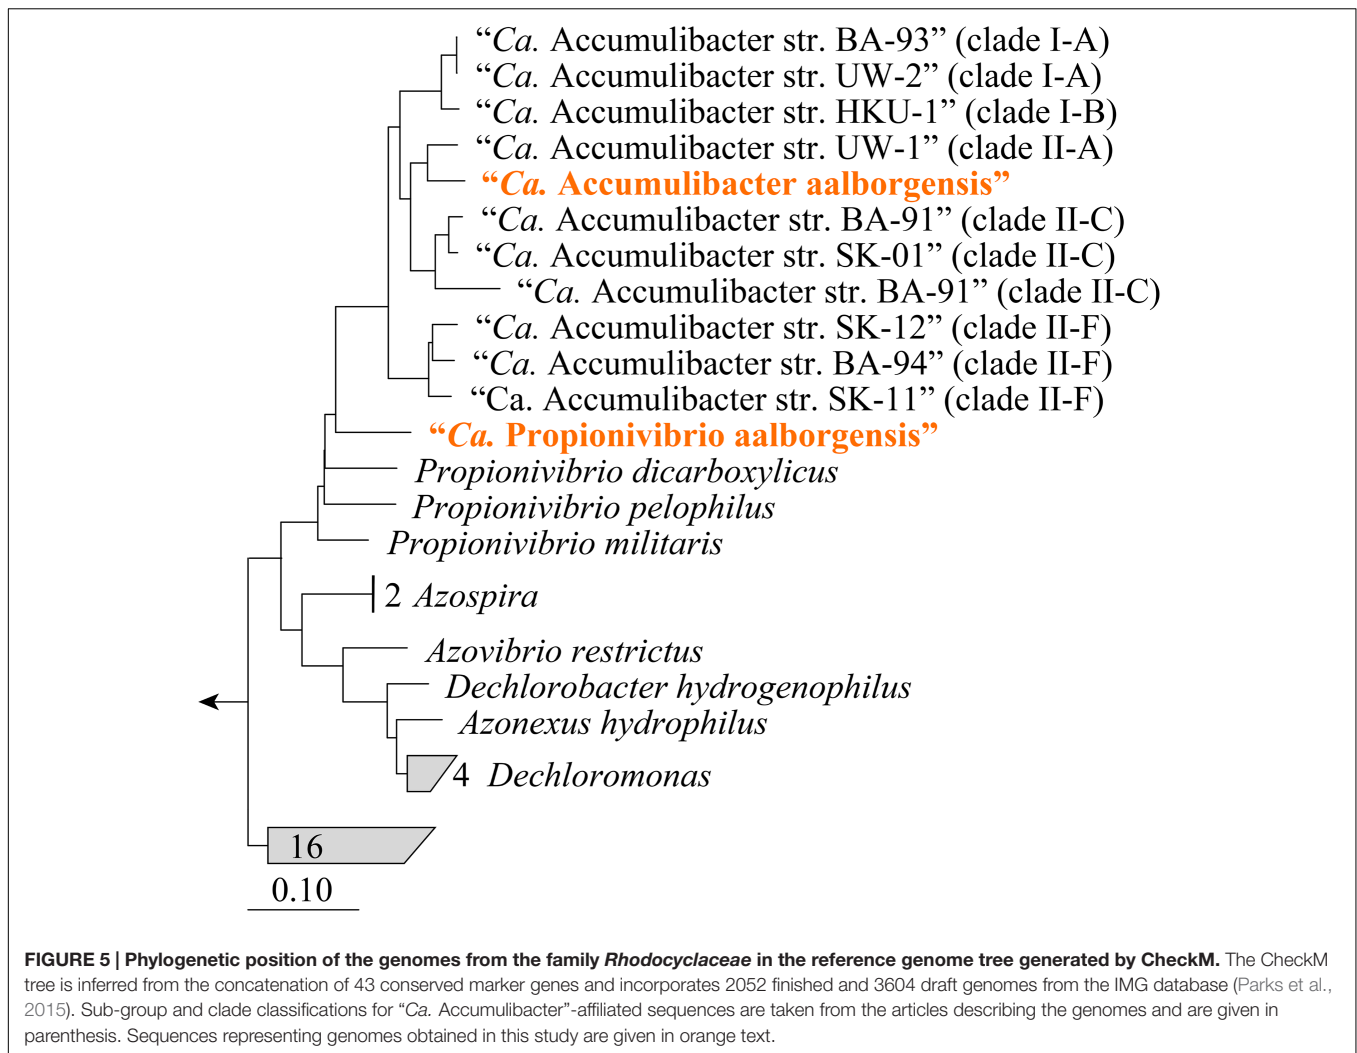 “Ca. Accumulibacter str. BA-93” (clade I-A)
“Ca. Accumulibacter str. UW-2” (clade I-A)
“Ca. Accumulibacter str. HKU-1” (clade I-B)
“Ca. Accumulibacter str. UW-1” (clade II-A)
“Ca. Accumulibacter aalborgensis”
“Ca. Accumulibacter str. BA-91” (clade II-C)
“Ca. Accumulibacter str. SK-01” (clade II-C)
“Ca. Accumulibacter str. BA-91” (clade II-C)
“Ca. Accumulibacter str. SK-12” (clade II-F)
“Ca. Accumulibacter str. BA-94” (clade II-F)
“Ca. Accumulibacter str. SK-11” (clade II-F)
“Ca. Propionivibrio aalborgensis”
Propionivibrio dicarboxylicus
Propionivibrio pelophilus
Propionivibrio militaris
2 Azospira
Azovibrio restrictus
Dechlorobacter hydrogenophilus
Azonexus hydrophilus
4 Dechloromonas
16
0.10
FIGURE 5 | Phylogenetic position of the genomes from the family Rhodocyclaceae in the reference genome tree generated by CheckM. The CheckM
tree is inferred from the concatenation of 43 conserved marker genes and incorporates 2052 finished and 3604 draft genomes from the IMG database (Parks et al.,
2015). Sub-group and clade classifications for “Ca. Accumulibacter”-affiliated sequences are taken from the articles describing the genomes and are given in
parenthesis. Sequences representing genomes obtained in this study are given in orange text.